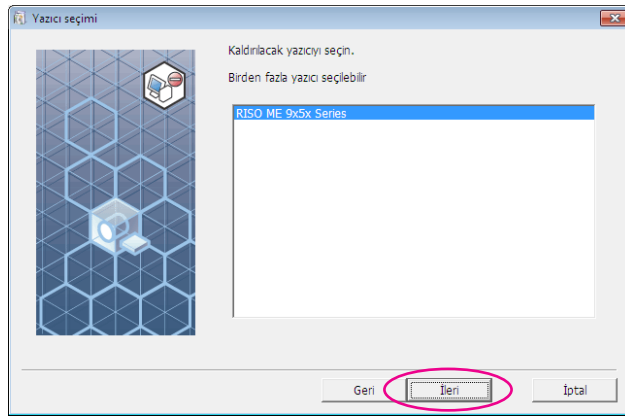 Yazıcı seçimi
Kaldırılacak yazıcıyı seçin.
Birden fazla yazıcı seçilebilir
RISO ME 9x5x Series
Geri
İleri
İptal